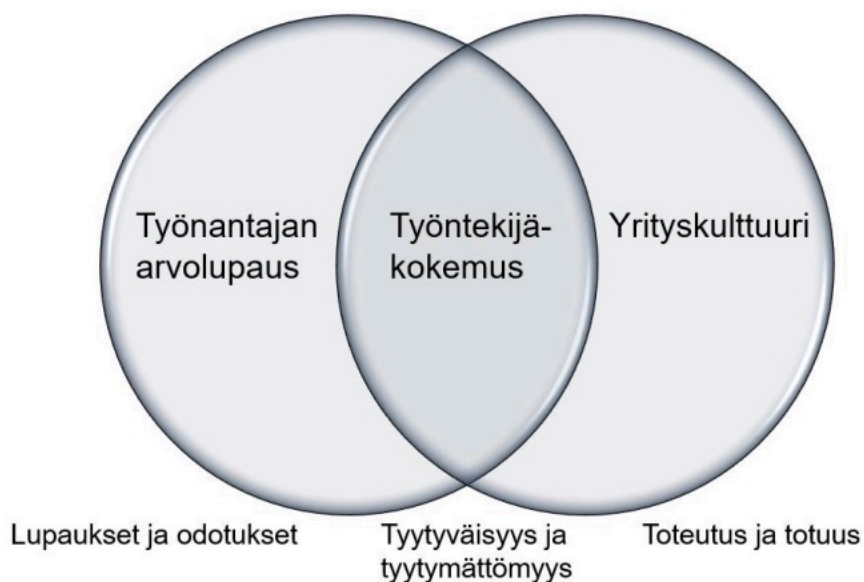 Työnantajan
arvolupaus
Työntekijä-
kokemus
Yrityskulttuuri
Lupaukset ja odotukset
Tyytyväisyys ja
tyytymättömyys
Toteutus ja totuus